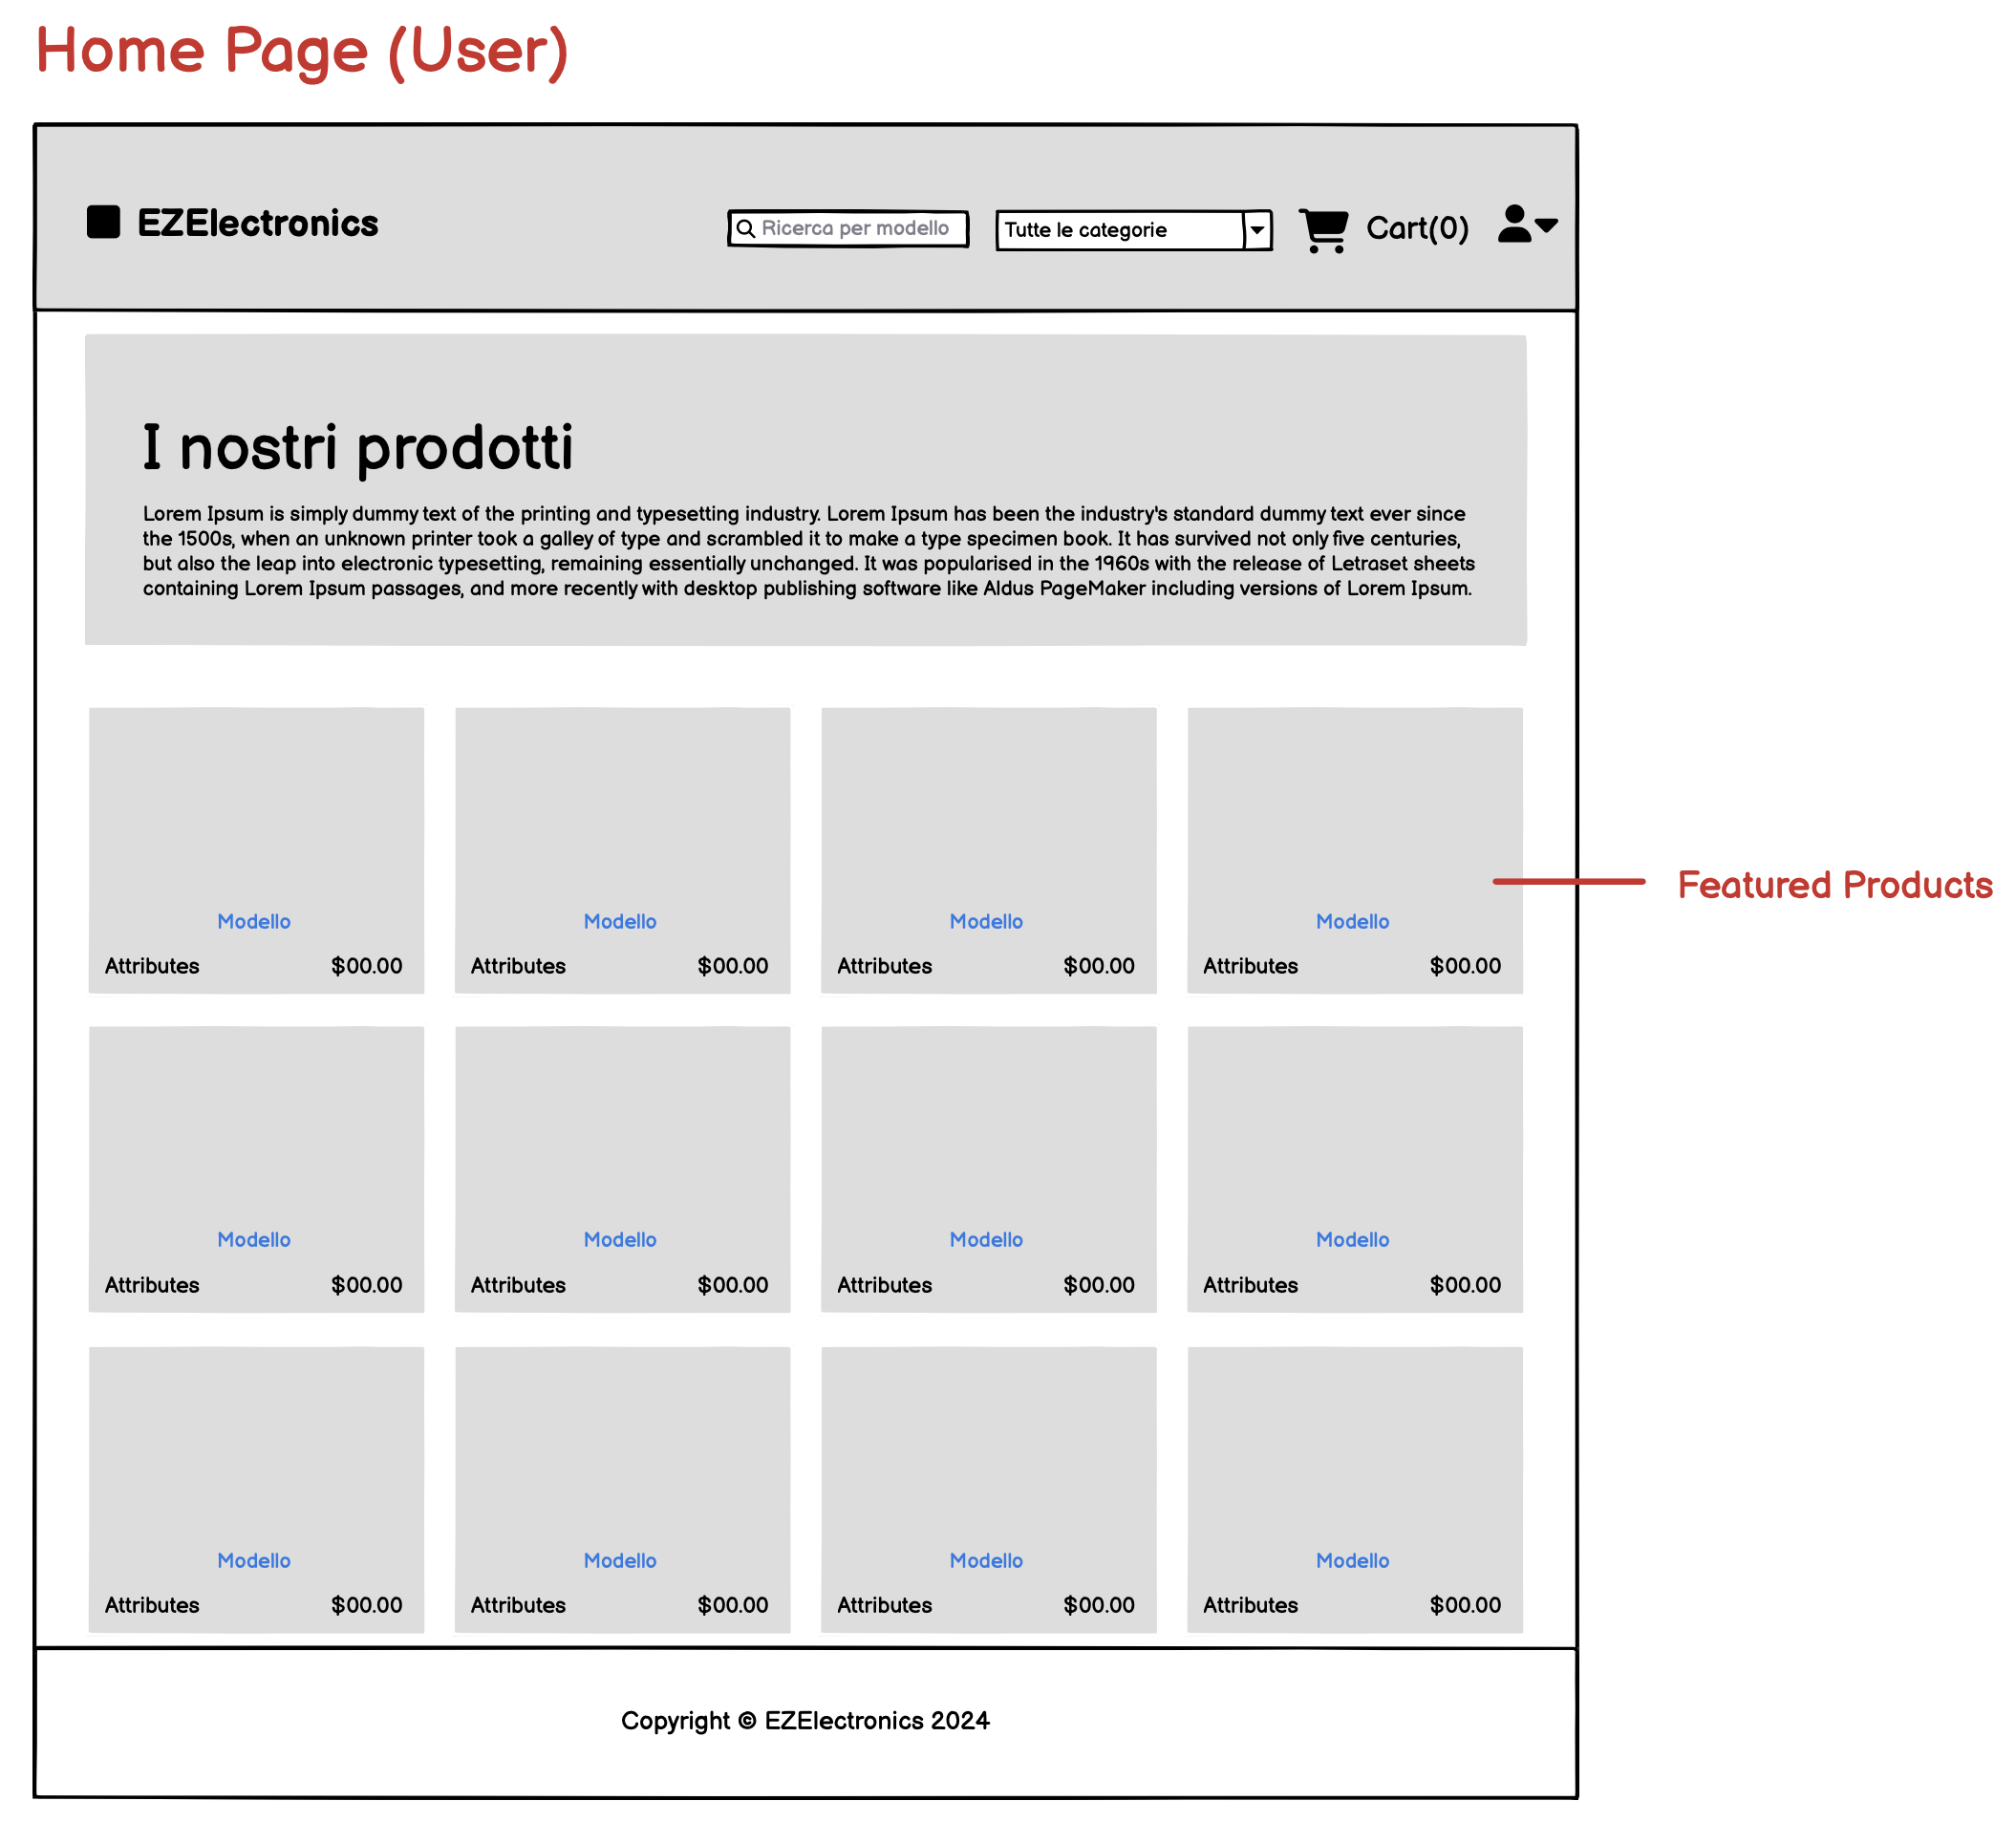 Home Page (User)
EZElectronics
Ricerca per modello
Tutte le categorie
Cart(0)
I nostri prodotti
Lorem Ipsum is simply dummy text of the printing and typesetting industry. Lorem Ipsum has been the industry's standard dummy text ever since
the 1500s, when an unknown printer took a galley of type and scrambled it to make a type specimen book. It has survived not only five centuries,
but also the leap into electronic typesetting, remaining essentially unchanged. It was popularised in the 1960s with the release of Letraset sheets
containing Lorem Ipsum passages, and more recently with desktop publishing software like Aldus PageMaker including versions of Lorem Ipsum.
Featured Products
Modello Modello Modello Modello
Attributes $00.00 Attributes $00.00 Attributes $00.00 Attributes $00.00
Modello Modello Modello Modello
Attributes $00.00 Attributes $00.00 Attributes $00.00 Attributes $00.00
Modello Modello Modello Modello
Attributes $00.00 Attributes $00.00 Attributes $00.00 Attributes $00.00
Copyright © EZElectronics 2024